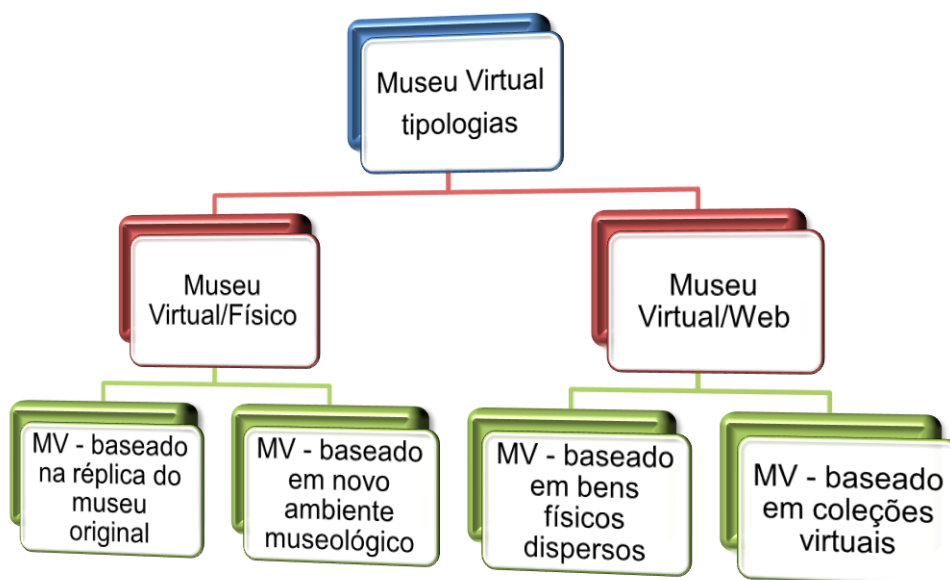 Museu Virtual
tipologias
Museu
Virtual/Físico
Museu
Virtual/Web
MV - baseado
na réplica do
museu
original
MV - baseado
em novo
ambiente
museológico
MV - baseado
em bens
físicos
dispersos
MV - baseado
em coleções
virtuais